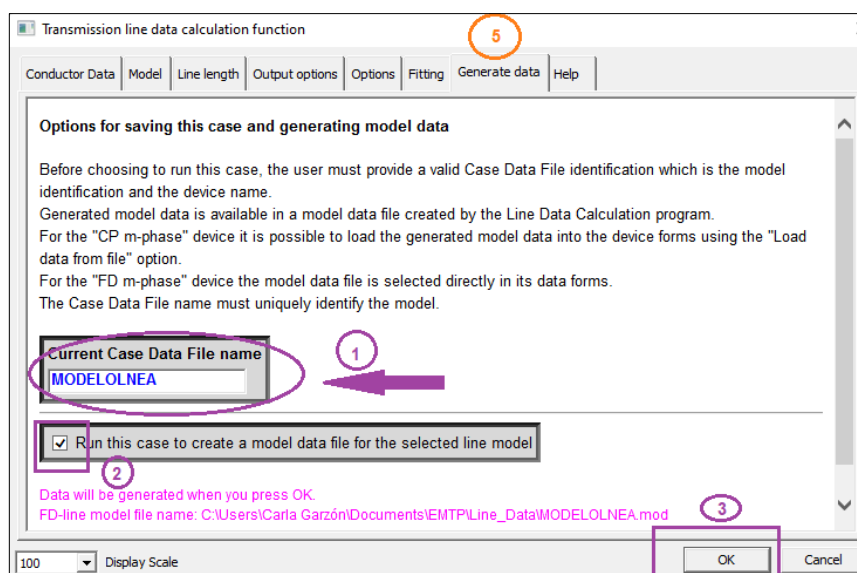 Transmission line data calculation function
5
Conductor Data Model Line length Output options Options Fitting Generate data Help
Options for saving this case and generating model data
Before choosing to run this case, the user must provide a valid Case Data File identification which is the model
identification and the device name.
Generated model data is available in a model data file created by the Line Data Calculation program.
For the "CP m-phase" device it is possible to load the generated model data into the device forms using the "Load
data from file" option.
For the "FD m-phase" device the model data file is selected directly in its data forms.
The Case Data File name must uniquely identify the model.
Current Case Data File name
MODELOLNEA
1
Run this case to create a model data file for the selected line model
2
Data will be generated when you press OK.
FD-line model file name: C:\Users\Carla Garzón\Documents\EMTP\Line_Data\MODELOLNEA.mod
3
100 Display Scale OK Cancel